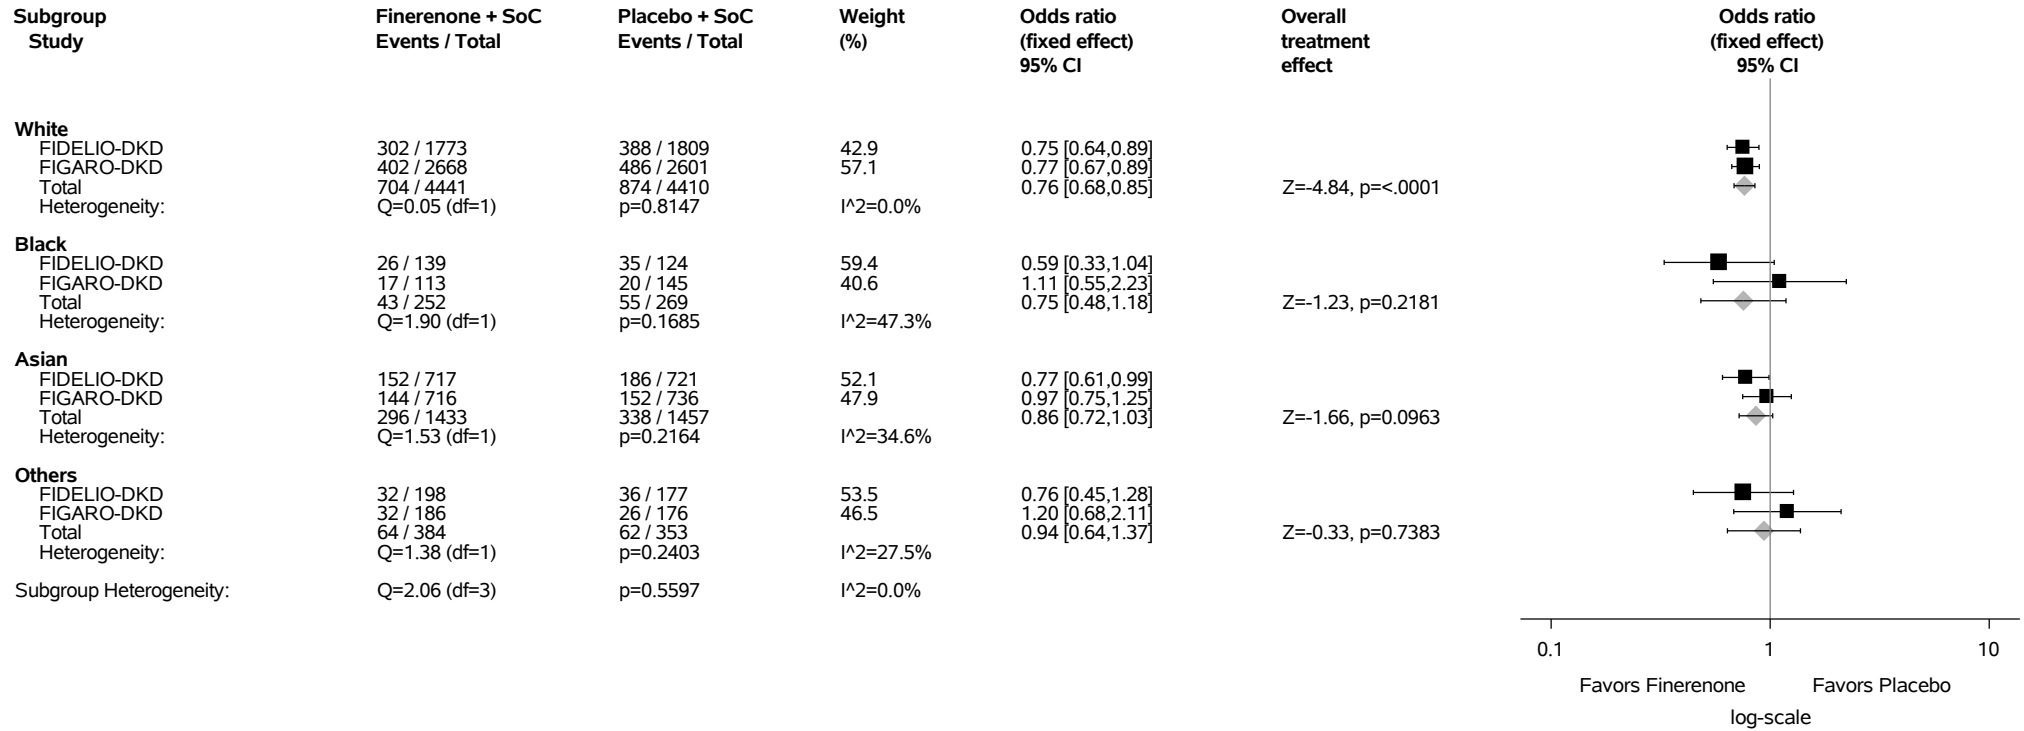 Subgroup Finerenone + SoC Placebo + SoC Weight Odds ratio Overall Odds ratio
Study Events / Total Events / Total (%) (fixed effect) treatment (fixed effect)
95% CI effect 95% CI
White
FIDELIO-DKD 302 / 1773 388 / 1809 42.9 0.75 [0.64,0.89]
FIGARO-DKD 402 / 2668 486 / 2601 57.1 0.77 [0.67,0.89]
Total 704 / 4441 874 / 4410 0.76 [0.68,0.85] Z=-4.84, p=<.0001
Heterogeneity: Q=0.05 (df=1) p=0.8147 I^2=0.0%
Black
FIDELIO-DKD 26 / 139 35 / 124 59.4 0.59 [0.33,1.04]
FIGARO-DKD 17 / 113 20 / 145 40.6 1.11 [0.55,2.23]
Total 43 / 252 55 / 269 0.75 [0.48,1.18] Z=-1.23, p=0.2181
Heterogeneity: Q=1.90 (df=1) p=0.1685 I^2=47.3%
Asian
FIDELIO-DKD 152 / 717 186 / 721 52.1 0.77 [0.61,0.99]
FIGARO-DKD 144 / 716 152 / 736 47.9 0.97 [0.75,1.25]
Total 296 / 1433 338 / 1457 0.86 [0.72,1.03] Z=-1.66, p=0.0963
Heterogeneity: Q=1.53 (df=1) p=0.2164 I^2=34.6%
Others
FIDELIO-DKD 32 / 198 36 / 177 53.5 0.76 [0.45,1.28]
FIGARO-DKD 32 / 186 26 / 176 46.5 1.20 [0.68,2.11]
Total 64 / 384 62 / 353 0.94 [0.64,1.37] Z=-0.33, p=0.7383
Heterogeneity: Q=1.38 (df=1) p=0.2403 I^2=27.5%
Subgroup Heterogeneity: Q=2.06 (df=3) p=0.5597 I^2=0.0%
0.1 1 10
Favors Finerenone Favors Placebo
log-scale